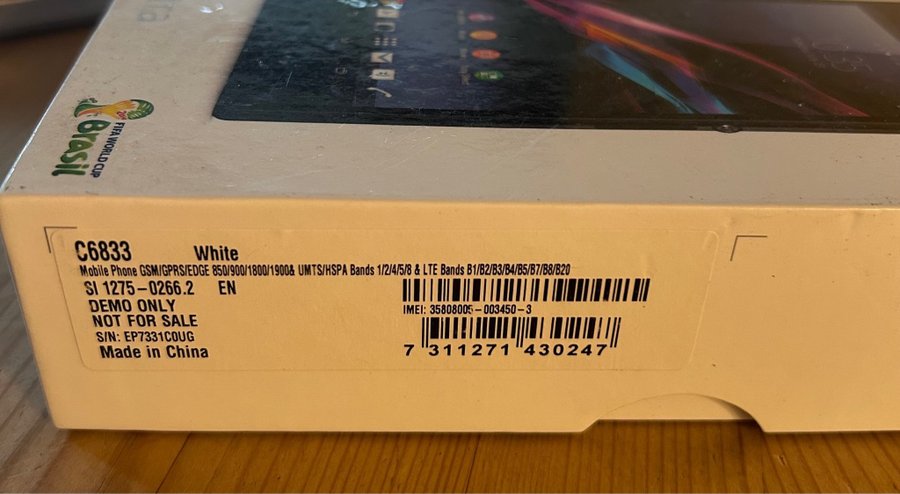 FIFA WORLD CUP
Brasil
C6833 White
Mobile Phone GSM/GPRS/EDGE 850/900/1800/1900& UMTS/HSPA Bands 1/2/4/5/8 & LTE Bands B1/B2/B3/B4/B5/B7/B8/B20
SI 1275-0266.2 EN
DEMO ONLY
NOT FOR SALE
S/N: EP7331C0UG
Made in China
IMEI: 35808005-003450-3
7 311271 430247